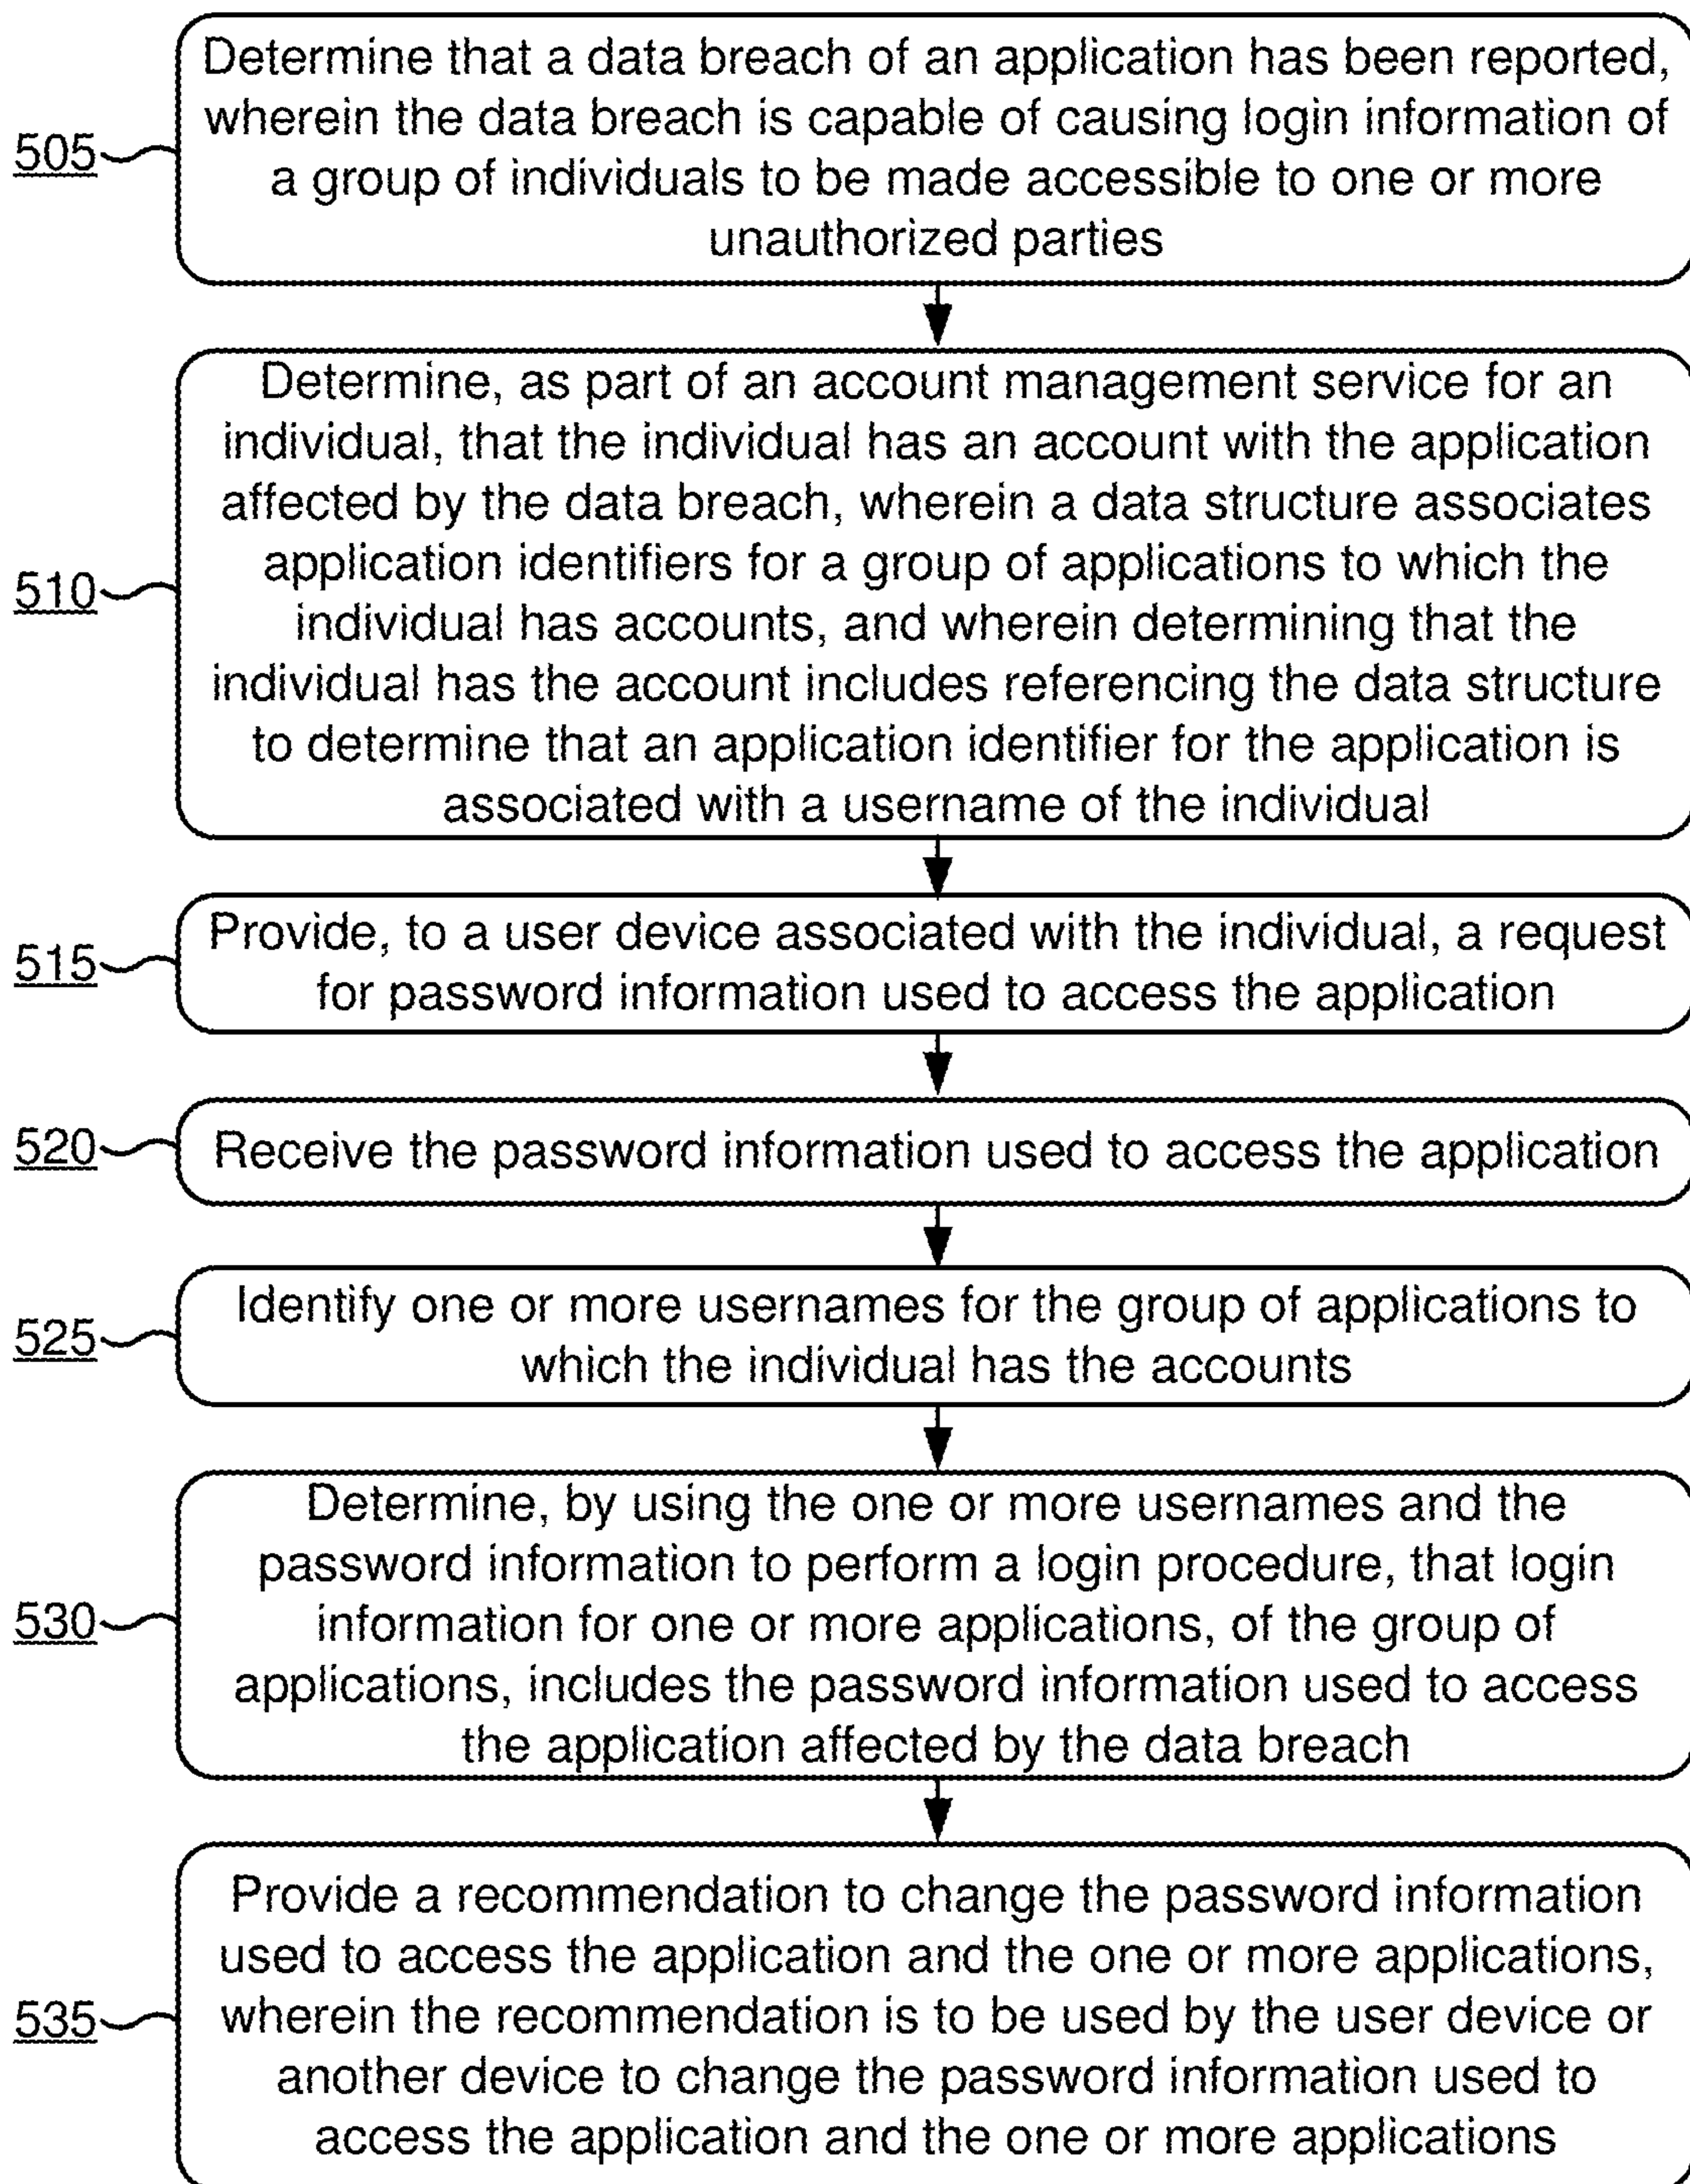 Determine that a data breach of an application has been reported,
wherein the data breach is capable of causing login information of
505
a group of individuals to be made accessible to one or more
unauthorized parties
Determine, as part of an account management service for an
individual, that the individual has an account with the application
affected by the data breach, wherein a data structure associates
application identifiers for a group of applications to which the
510
individual has accounts, and wherein determining that the
individual has the account includes referencing the data structure
to determine that an application identifier for the application is
associated with a username of the individual
Provide, to a user device associated with the individual, a request
515
for password information used to access the application
520
Receive the password information used to access the application
Identify one or more usernames for the group of applications to
525
which the individual has the accounts
Determine, by using the one or more usernames and the
password information to perform a login procedure, that login
530
information for one or more applications, of the group of
applications, includes the password information used to access
the application affected by the data breach
Provide a recommendation to change the password information
used to access the application and the one or more applications,
535
wherein the recommendation is to be used by the user device or
another device to change the password information used to
access the application and the one or more applications